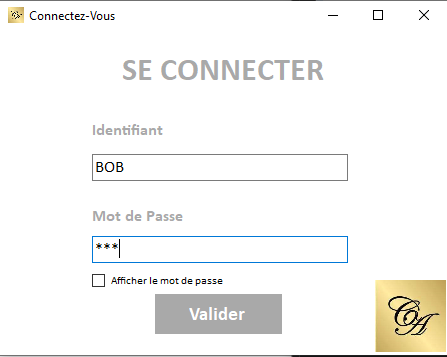 Connectez-Vous
SE CONNECTER
Identifiant
BOB
Mot de Passe
***
Afficher le mot de passe
Valider
CA